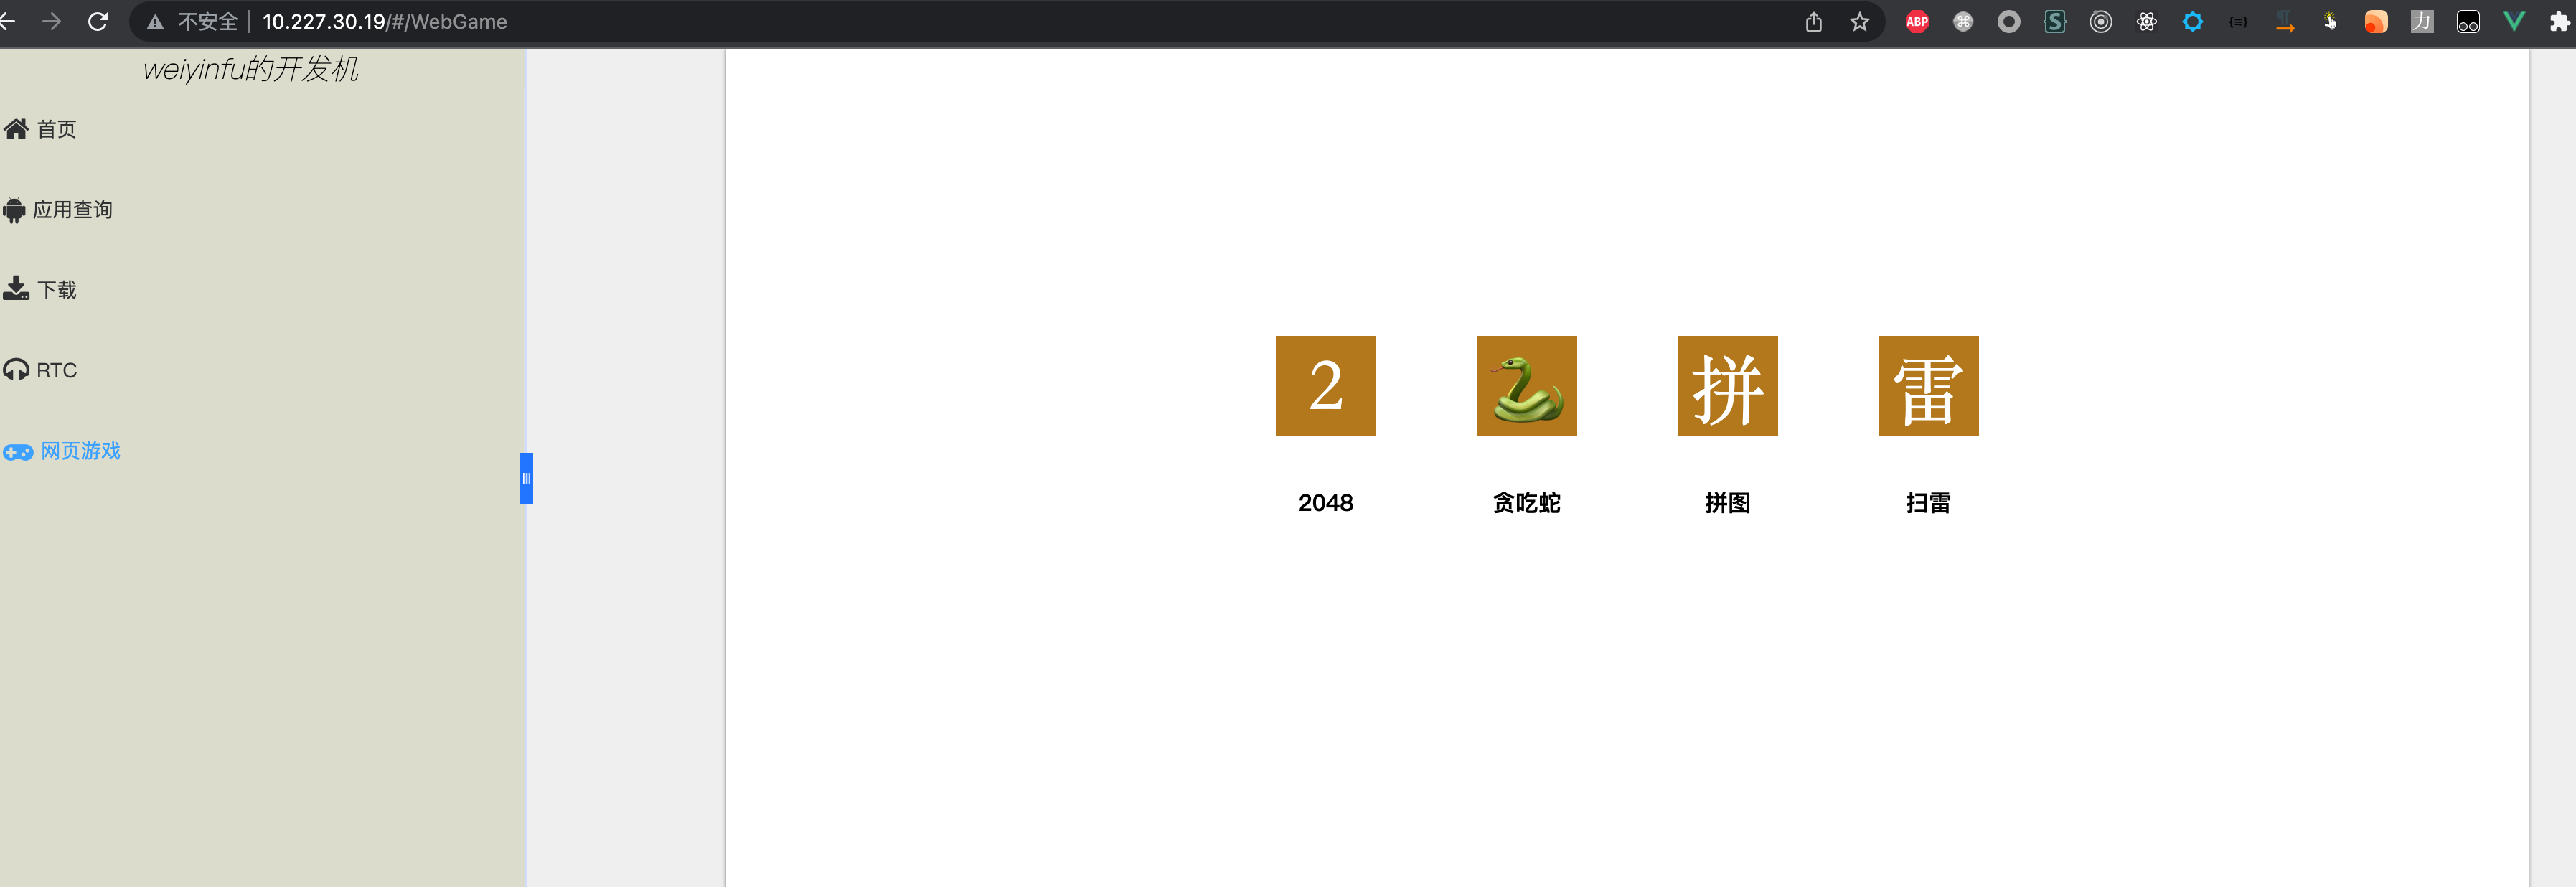 不安全 10.227.30.19/#/WebGame
ABP S {≡} 力
weiyinfu的开发机
首页
应用查询
下载
RTC
网页游戏
2 拼 雷
2048 贪吃蛇 拼图 扫雷